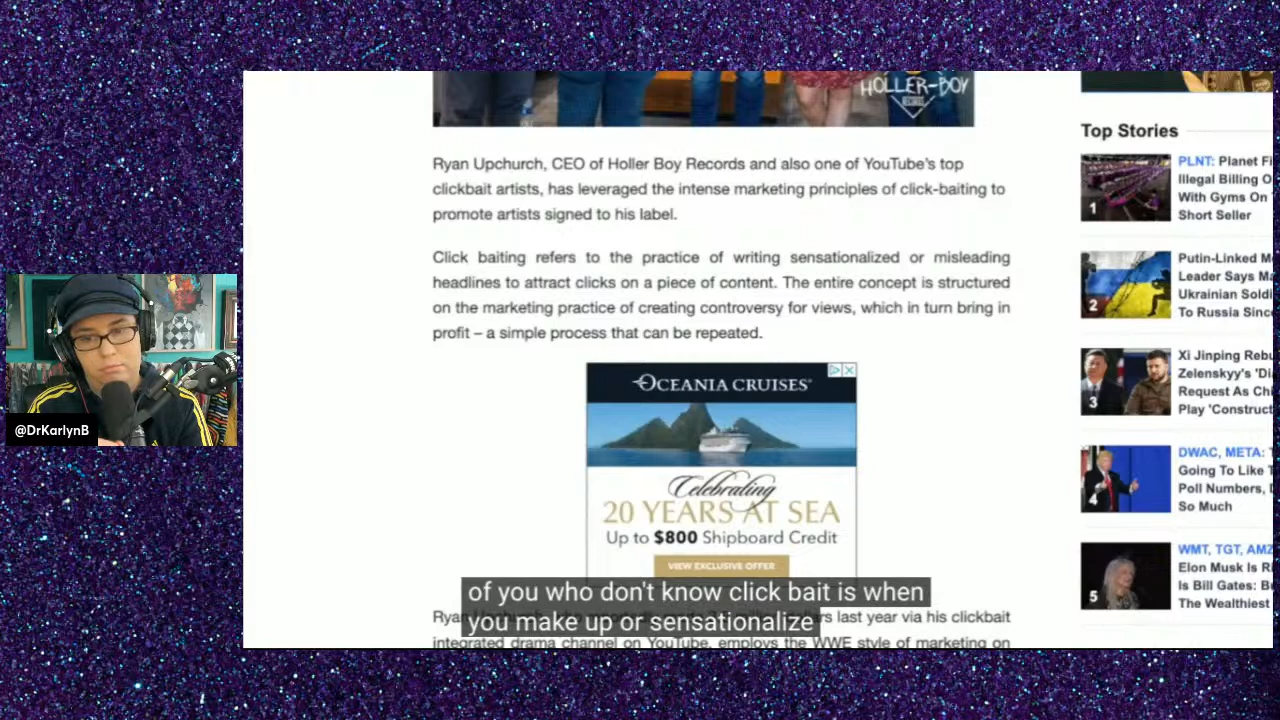 HOLLER-BOY
RECORDS
Ryan Upchurch, CEO of Holler Boy Records and also one of YouTube's top
clickbait artists, has leveraged the intense marketing principles of click-baiting to
promote artists signed to his label.
Click baiting refers to the practice of writing sensationalized or misleading
headlines to attract clicks on a piece of content. The entire concept is structured
on the marketing practice of creating controversy for views, which in turn bring in
profit – a simple process that can be repeated.
OCEANIA CRUISES
Celebrating
20 YEARS AT SEA
Up to $800 Shipboard Credit
VIEW EXCLUSIVE OFFER
of you who don't know click bait is when
you make up or sensationalize
Ryan last year via his clickbait
integrated drama channel on YouTube, employs the WWE style of marketing on
@DrKarlynB
Top Stories
1
PLNT: Planet Fi
Illegal Billing O
With Gyms On
Short Seller
2
Putin-Linked M
Leader Says Ma
Ukrainian Soldi
To Russia Since
3
Xi Jinping Rebu
Zelenskyy's 'Di
Request As Chi
Play 'Construct
4
DWAC, META: T
Going To Like T
Poll Numbers, D
So Much
5
WMT, TGT, AMZ
Elon Musk Is Ri
Is Bill Gates: B
The Wealthiest